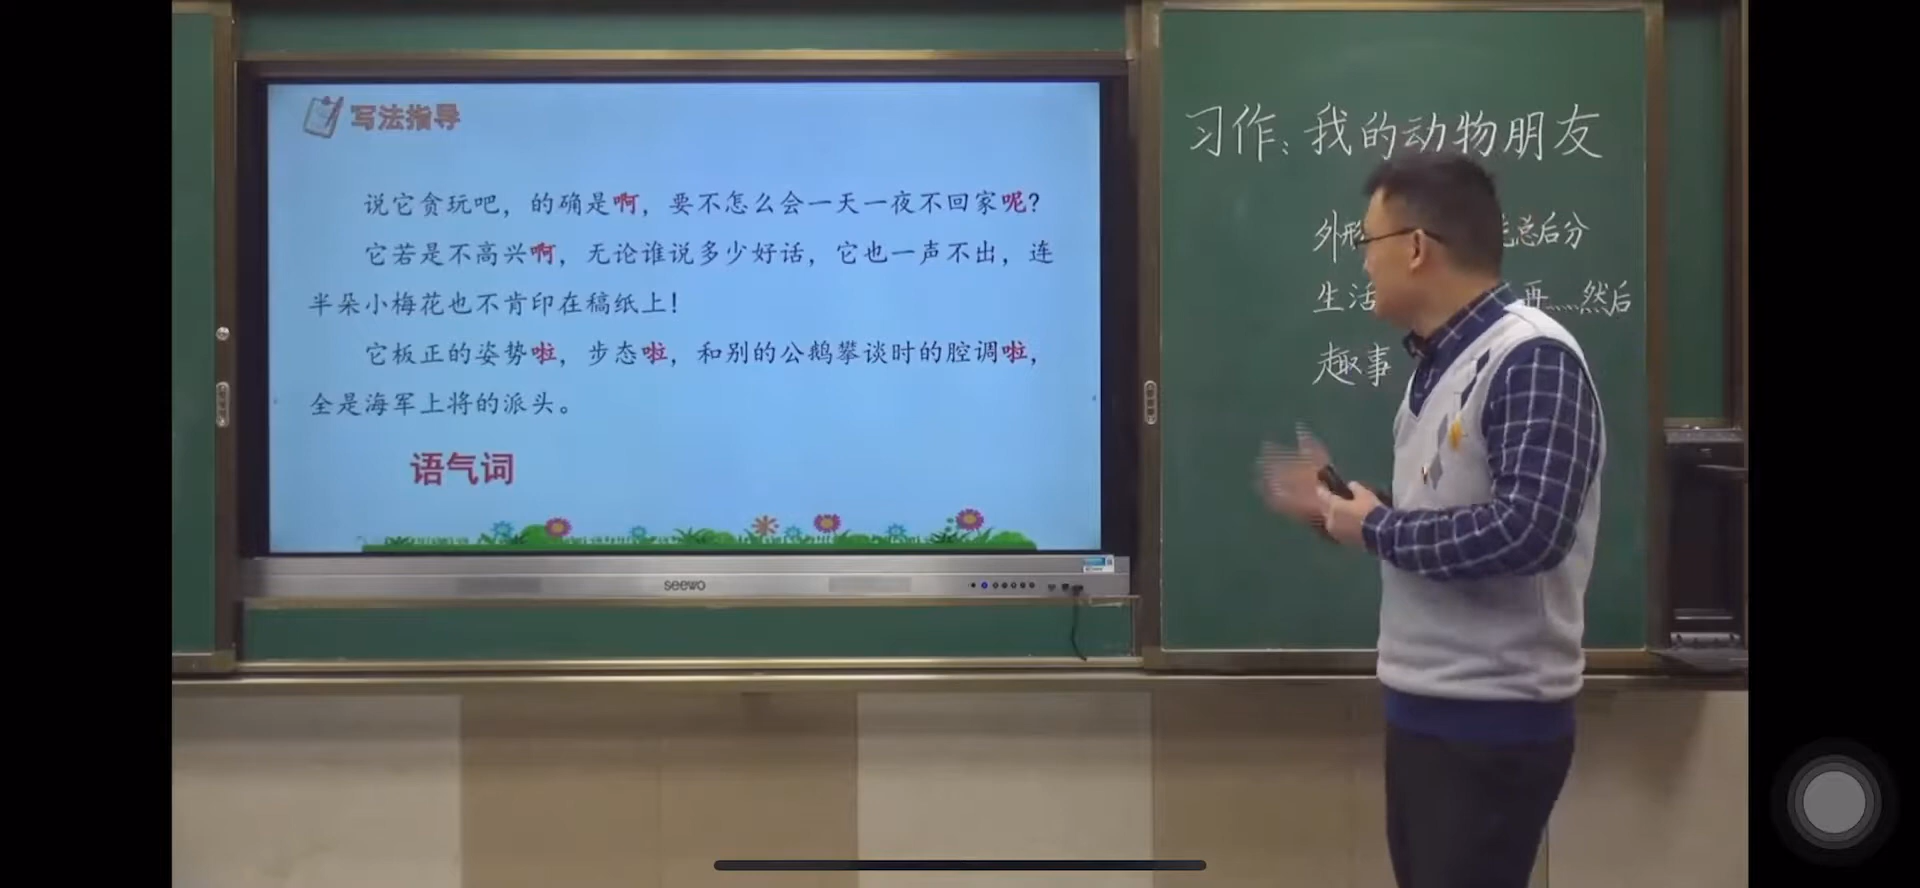 写法指导
说它贪玩吧，的确是啊，要不怎么会一天一夜不回家呢？
它若是不高兴啊，无论谁说多少好话，它也一声不出，连
半朵小梅花也不肯印在稿纸上！
它板正的姿势啦，步态啦，和别的公鹅攀谈时的腔调啦，
全是海军上将的派头。
语气词
seewo
习作：我的动物朋友
外形 总后分
生活 再……然后
趣事